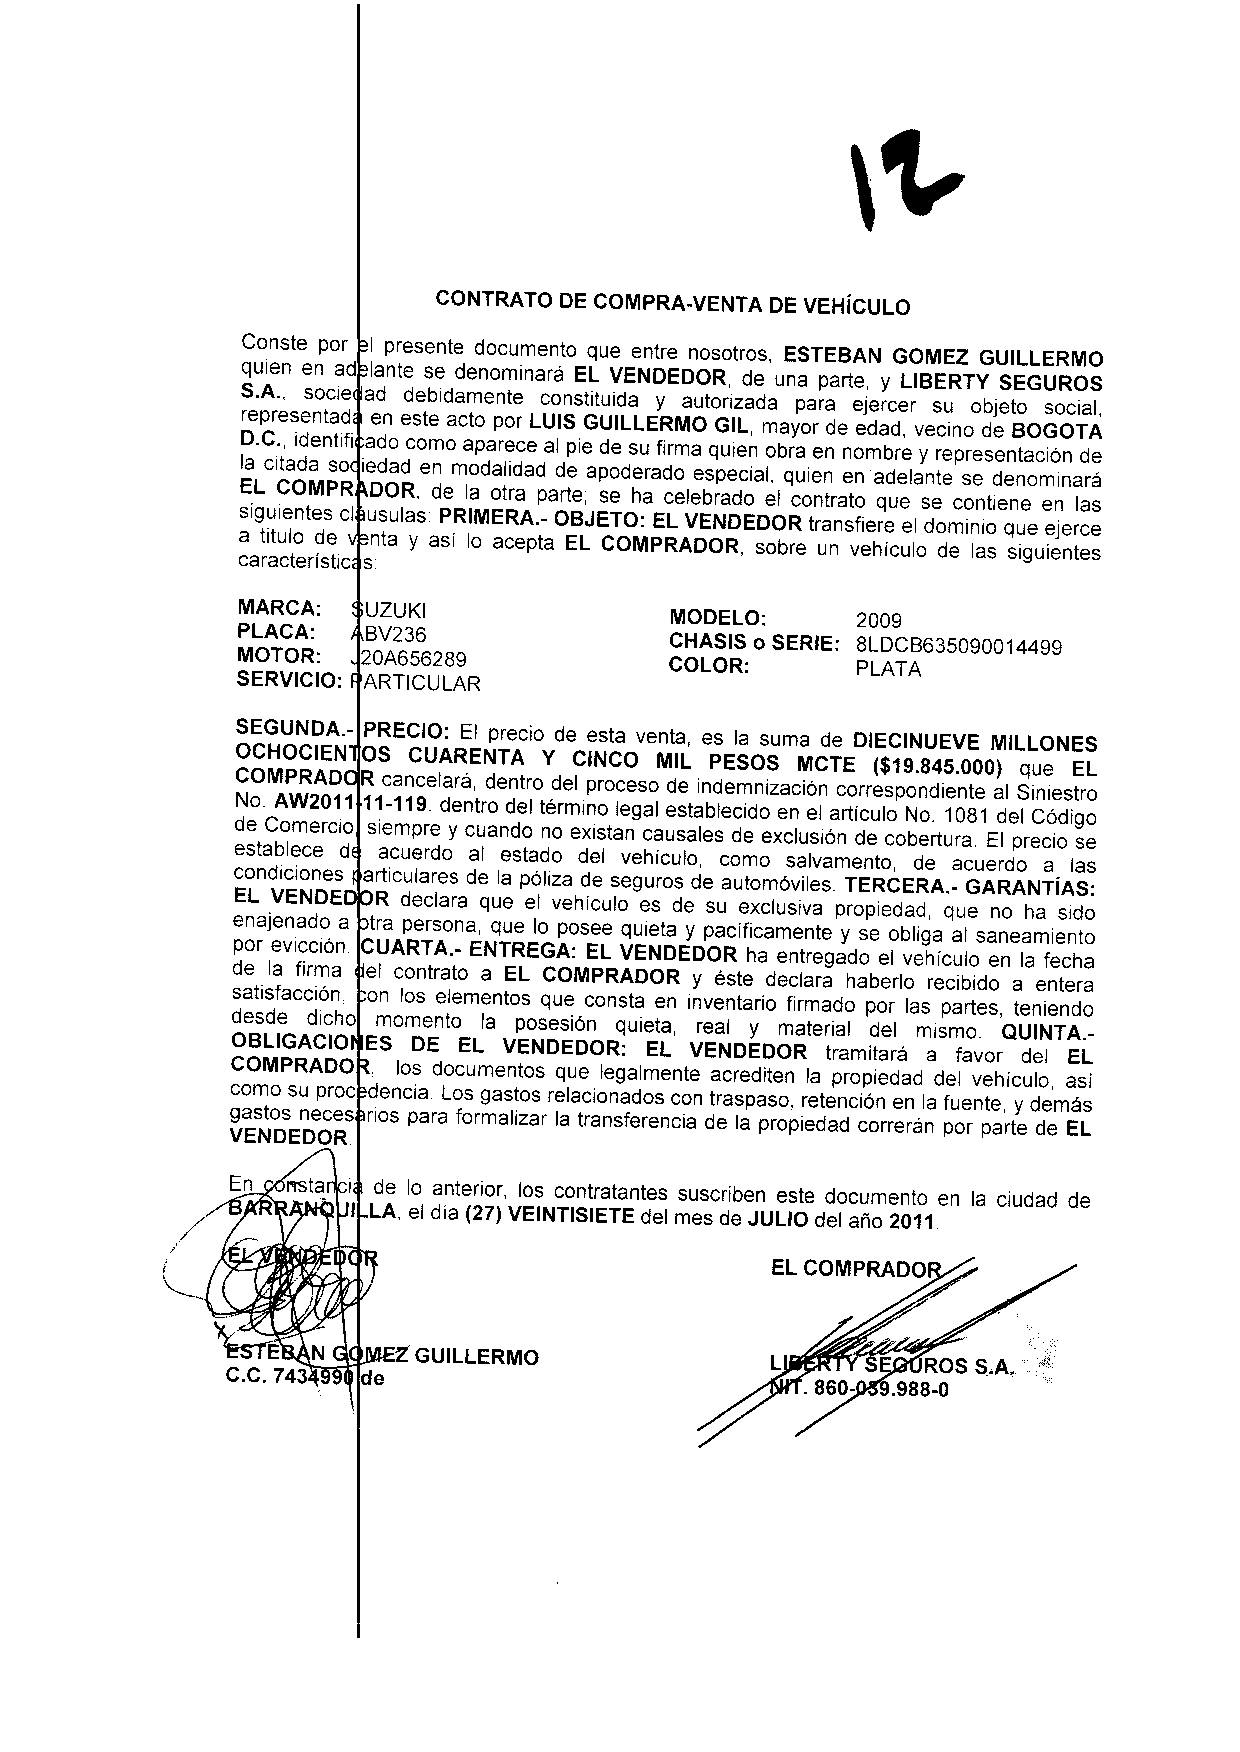 12
CONTRATO DE COMPRA-VENTA DE VEHÍCULO
Conste por el presente documento que entre nosotros, ESTEBAN GOMEZ GUILLERMO
quien en adelante se denominará EL VENDEDOR, de una parte, y LIBERTY SEGUROS
S.A., sociedad debidamente constituida y autorizada para ejercer su objeto social,
representada en este acto por LUIS GUILLERMO GIL, mayor de edad, vecino de BOGOTA
D.C., identificado como aparece al pie de su firma quien obra en nombre y representación de
la citada sociedad en modalidad de apoderado especial, quien en adelante se denominará
EL COMPRADOR, de la otra parte; se ha celebrado el contrato que se contiene en las
siguientes cláusulas: PRIMERA.- OBJETO: EL VENDEDOR transfiere el dominio que ejerce
a titulo de venta y así lo acepta EL COMPRADOR, sobre un vehículo de las siguientes
características:
MARCA: SUZUKI MODELO: 2009
PLACA: ABV236 CHASIS o SERIE: 8LDCB635090014499
MOTOR: J20A656289 COLOR: PLATA
SERVICIO: PARTICULAR
SEGUNDA.- PRECIO: El precio de esta venta, es la suma de DIECINUEVE MILLONES
OCHOCIENTOS CUARENTA Y CINCO MIL PESOS MCTE ($19.845.000) que EL
COMPRADOR cancelará, dentro del proceso de indemnización correspondiente al Siniestro
No. AW2011-11-119. dentro del término legal establecido en el artículo No. 1081 del Código
de Comercio, siempre y cuando no existan causales de exclusión de cobertura. El precio se
establece de acuerdo al estado del vehículo, como salvamento, de acuerdo a las
condiciones particulares de la póliza de seguros de automóviles. TERCERA.- GARANTÍAS:
EL VENDEDOR declara que el vehículo es de su exclusiva propiedad, que no ha sido
enajenado a otra persona, que lo posee quieta y pacíficamente y se obliga al saneamiento
por evicción. CUARTA.- ENTREGA: EL VENDEDOR ha entregado el vehículo en la fecha
de la firma del contrato a EL COMPRADOR y éste declara haberlo recibido a entera
satisfacción, con los elementos que consta en inventario firmado por las partes, teniendo
desde dicho momento la posesión quieta, real y material del mismo. QUINTA.-
OBLIGACIONES DE EL VENDEDOR: EL VENDEDOR tramitará a favor del EL
COMPRADOR, los documentos que legalmente acrediten la propiedad del vehículo, así
como su procedencia. Los gastos relacionados con traspaso, retención en la fuente, y demás
gastos necesarios para formalizar la transferencia de la propiedad correrán por parte de EL
VENDEDOR.
En constancia de lo anterior, los contratantes suscriben este documento en la ciudad de
BARRANQUILLA, el dia (27) VEINTISIETE del mes de JULIO del año 2011.
EL VENDEDOR EL COMPRADOR
ESTEBAN GOMEZ GUILLERMO LIBERTY SEGUROS S.A.
C.C. 7434990 de NIT. 860-039.988-0